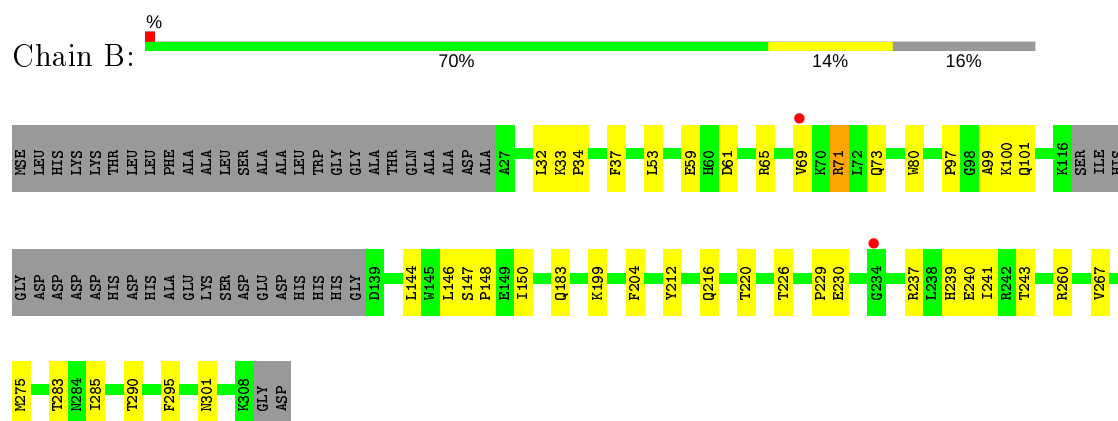 %
Chain B:
70% 14% 16%
MSE LEU HIS LYS LYS THR LEU LEU PHE ALA ALA LEU SER ALA ALA LEU TRP GLY GLY ALA THR GLN ALA ALA ASP ALA A27 L32 K33 P34 F37 L53 E59 H60 D61 R65 V69 K70 R71 L72 Q73 W80 P97 G98 A99 K100 Q101 K116 SER ILE HIS
GLY ASP ASP ASP ASP HIS ASP HIS ALA GLU LYS SER ASP GLU ASP HIS HIS HIS GLY D139 L144 W145 L146 S147 P148 E149 I150 Q183 K199 F204 Y212 Q216 T220 T226 P229 E230 G234 R237 L238 H239 E240 I241 R242 T243 R260 V267
M275 T283 N284 I285 T290 F295 N301 K308 GLY ASP